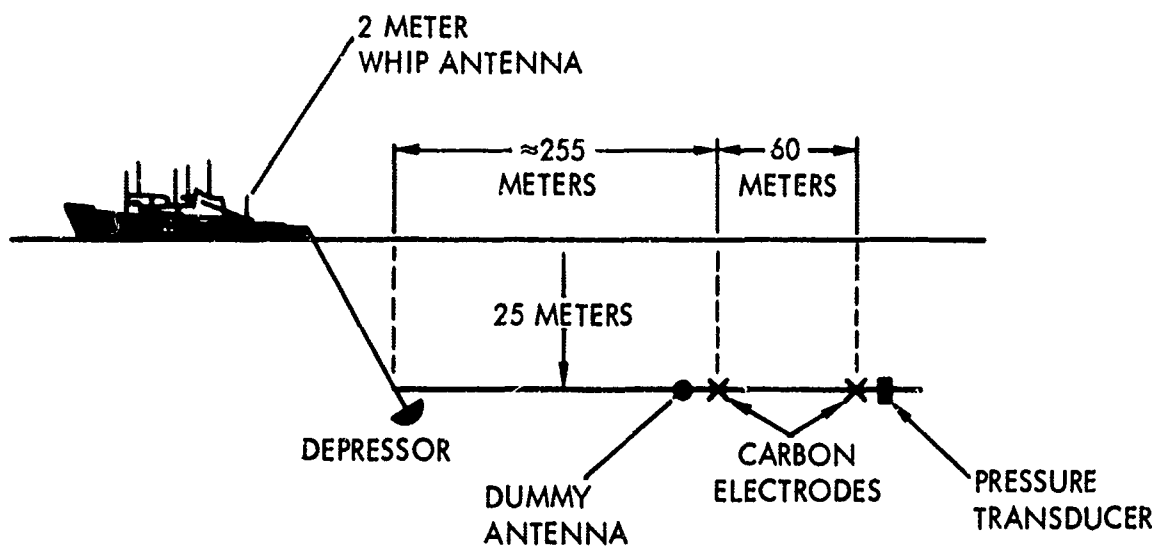 2 METER
WHIP ANTENNA
≈255
METERS
60
METERS
25 METERS
DEPRESSOR
DUMMY
ANTENNA
CARBON
ELECTRODES
PRESSURE
TRANSDUCER